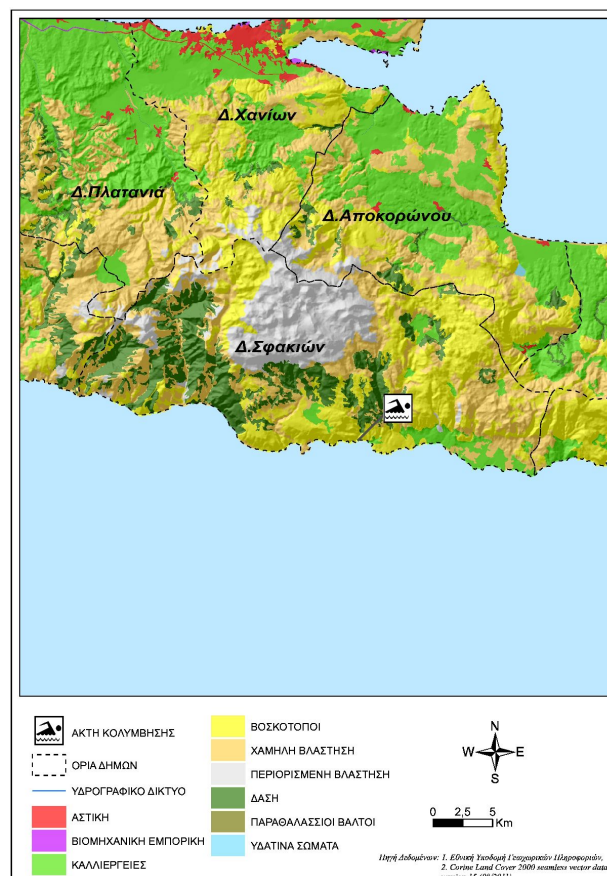 Δ.Χανίων
Δ.Πλατανιά
Δ.Αποκορώνου
Δ.Σφακιών
ΑΚΤΗ ΚΟΛΥΜΒΗΣΗΣ
ΟΡΙΑ ΔΗΜΩΝ
ΥΔΡΟΓΡΑΦΙΚΟ ΔΙΚΤΥΟ
ΑΣΤΙΚΗ
ΒΙΟΜΗΧΑΝΙΚΗ ΕΜΠΟΡΙΚΗ
ΚΑΛΛΙΕΡΓΕΙΕΣ
ΒΟΣΚΟΤΟΠΟΙ
ΧΑΜΗΛΗ ΒΛΑΣΤΗΣΗ
ΠΕΡΙΟΡΙΣΜΕΝΗ ΒΛΑΣΤΗΣΗ
ΔΑΣΗ
ΠΑΡΑΘΑΛΑΣΣΙΟΙ ΒΑΛΤΟΙ
ΥΔΑΤΙΝΑ ΣΩΜΑΤΑ
N
W E
S
0 2,5 5
Km
Πηγή Δεδομένων: 1. Εθνική Υποδομή Γεωχωρικών Πληροφοριών,
2. Corine Land Cover 2000 seamless vector data